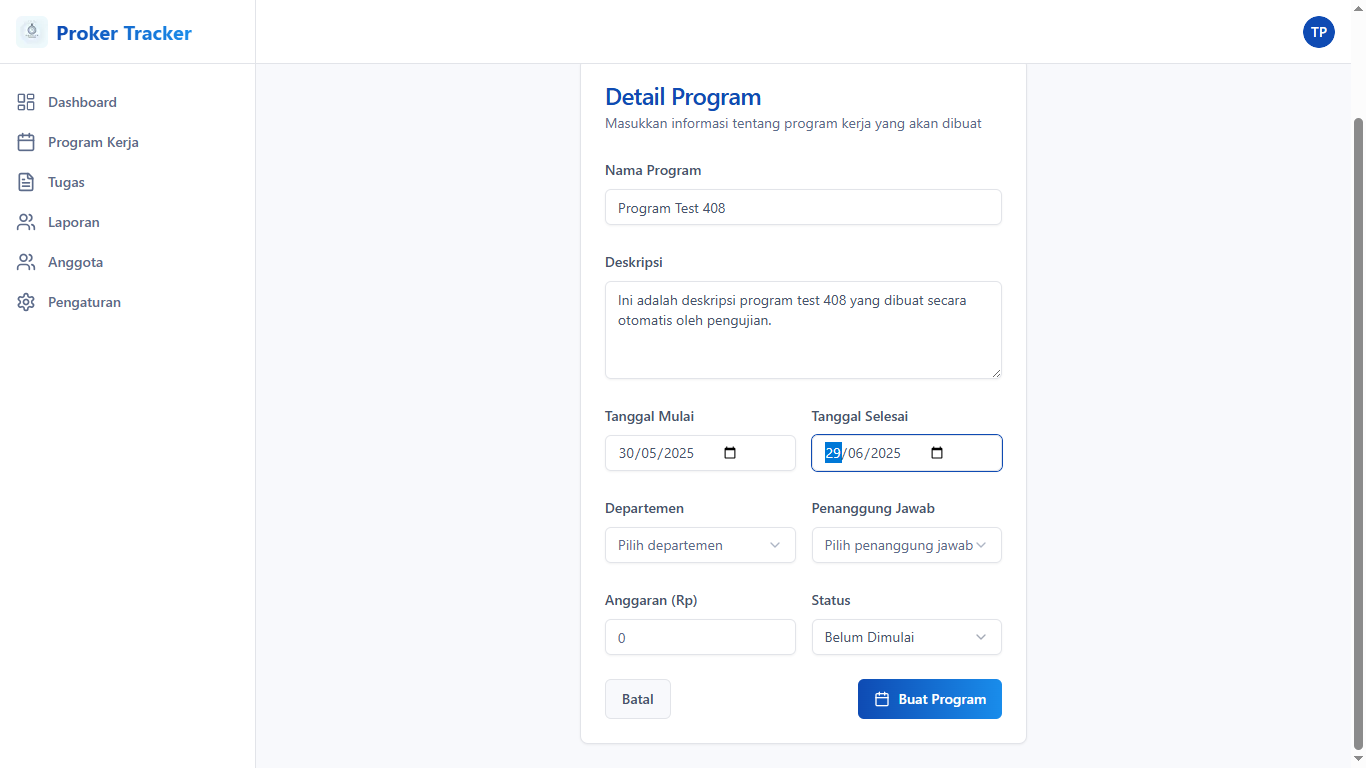 Proker Tracker
TP
Dashboard
Program Kerja
Tugas
Laporan
Anggota
Pengaturan
Detail Program
Masukkan informasi tentang program kerja yang akan dibuat
Nama Program
Program Test 408
Deskripsi
Ini adalah deskripsi program test 408 yang dibuat secara
otomatis oleh pengujian.
Tanggal Mulai
Tanggal Selesai
30/05/2025
29/06/2025
Departemen
Penanggung Jawab
Pilih departemen
Pilih penanggung jawab
Anggaran (Rp)
Status
0
Belum Dimulai
Batal
Buat Program